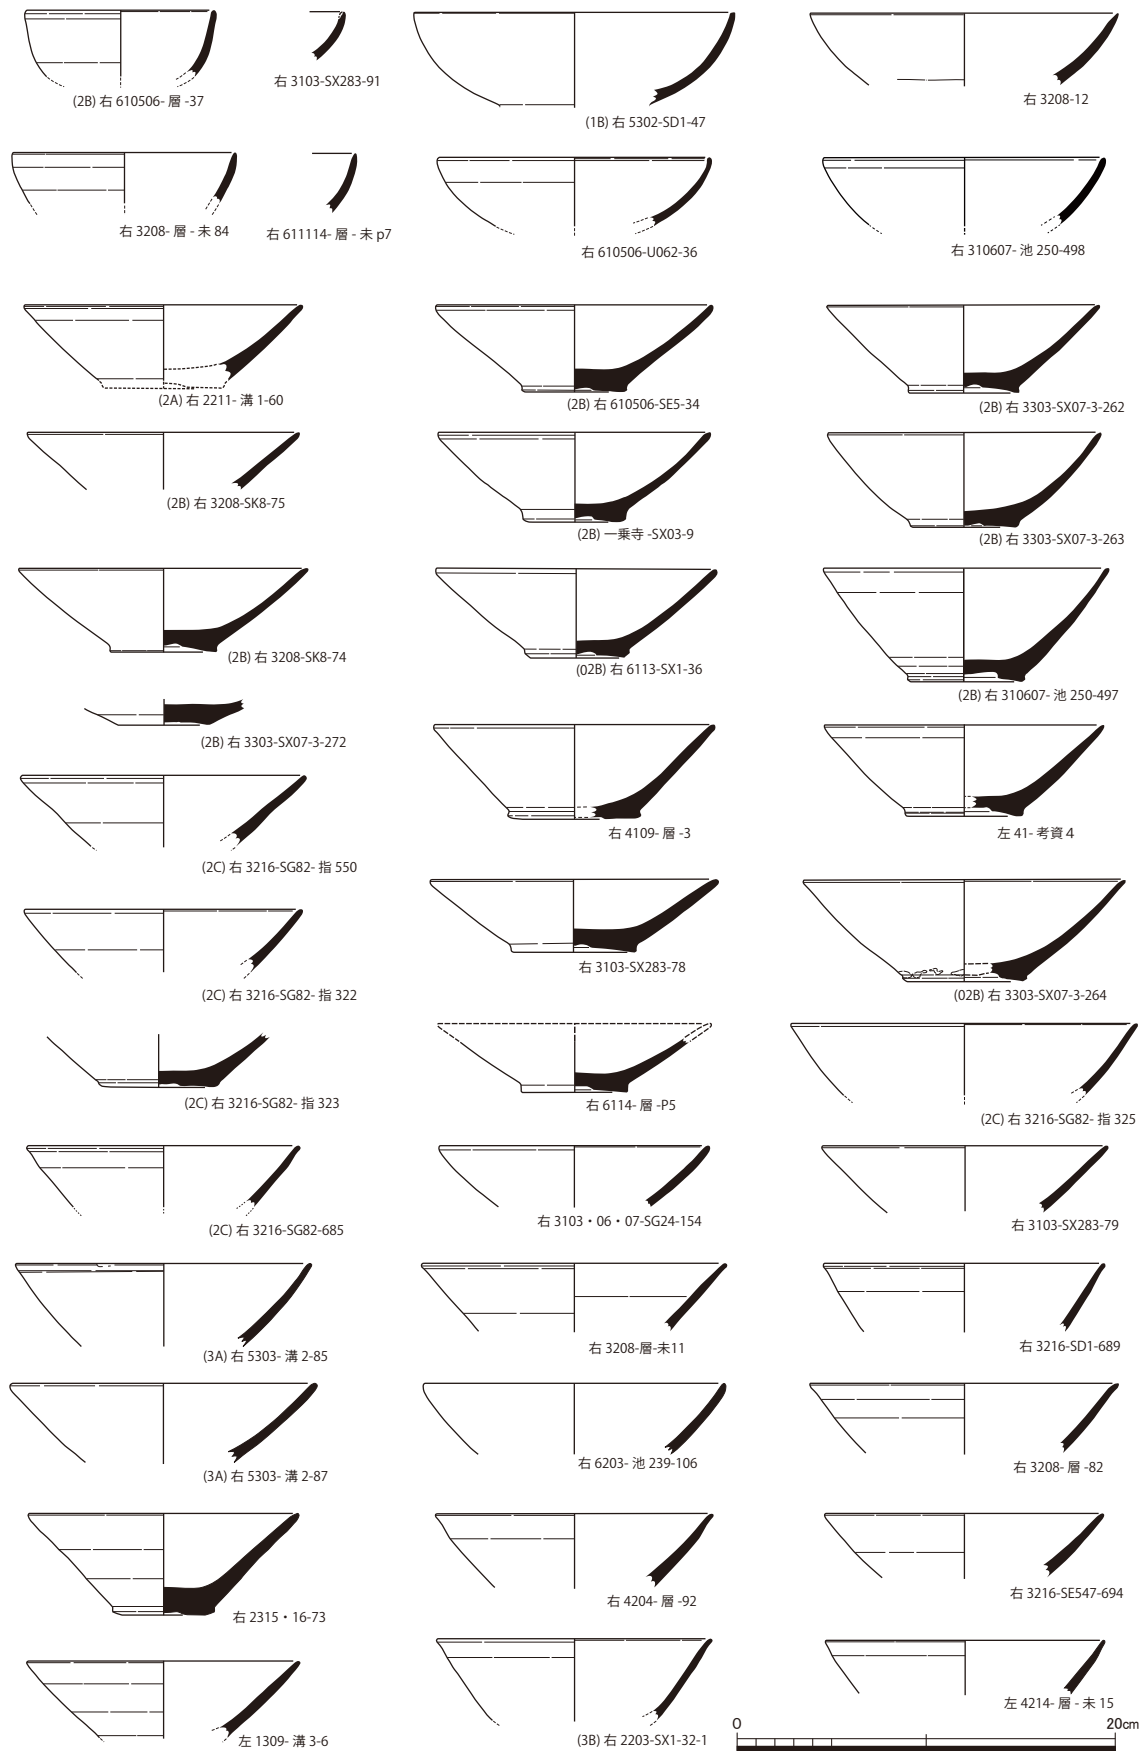 (2B) 右 610506- 層 -37
右 3103-SX283-91
(1B) 右 5302-SD1-47
右 3208-12
右 3208- 層 - 未 84
右 611114- 層 - 未 p7
右 610506-U062-36
右 310607- 池 250-498
(2A) 右 2211- 溝 1-60
(2B) 右 610506-SE5-34
(2B) 右 3303-SX07-3-262
(2B) 右 3208-SK8-75
(2B) 一乗寺 -SX03-9
(2B) 右 3303-SX07-3-263
(2B) 右 3208-SK8-74
(02B) 右 6113-SX1-36
(2B) 右 310607- 池 250-497
(2B) 右 3303-SX07-3-272
右 4109- 層 -3
左 41- 考資 4
(2C) 右 3216-SG82- 指 550
右 3103-SX283-78
(02B) 右 3303-SX07-3-264
(2C) 右 3216-SG82- 指 322
(2C) 右 3216-SG82- 指 323
右 6114- 層 -P5
(2C) 右 3216-SG82- 指 325
(2C) 右 3216-SG82-685
右 3103・06・07-SG24-154
右 3103-SX283-79
(3A) 右 5303- 溝 2-85
右 3208-層-未11
右 3216-SD1-689
(3A) 右 5303- 溝 2-87
右 6203- 池 239-106
右 3208- 層 -82
右 2315・16-73
右 4204- 層 -92
右 3216-SE547-694
左 1309- 溝 3-6
(3B) 右 2203-SX1-32-1
左 4214- 層 - 未 15
0 20cm